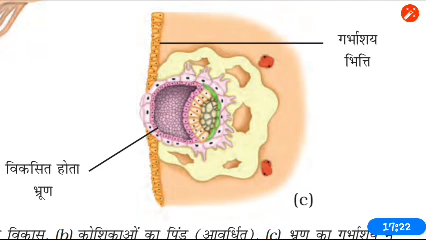 गर्भाशय
भित्ति
विकसित होता
भ्रूण
(c)
विकास, (b) कोशिकाओं का पिंड (आवर्धित), (c) भ्रूण का गर्भाशय में
17:22